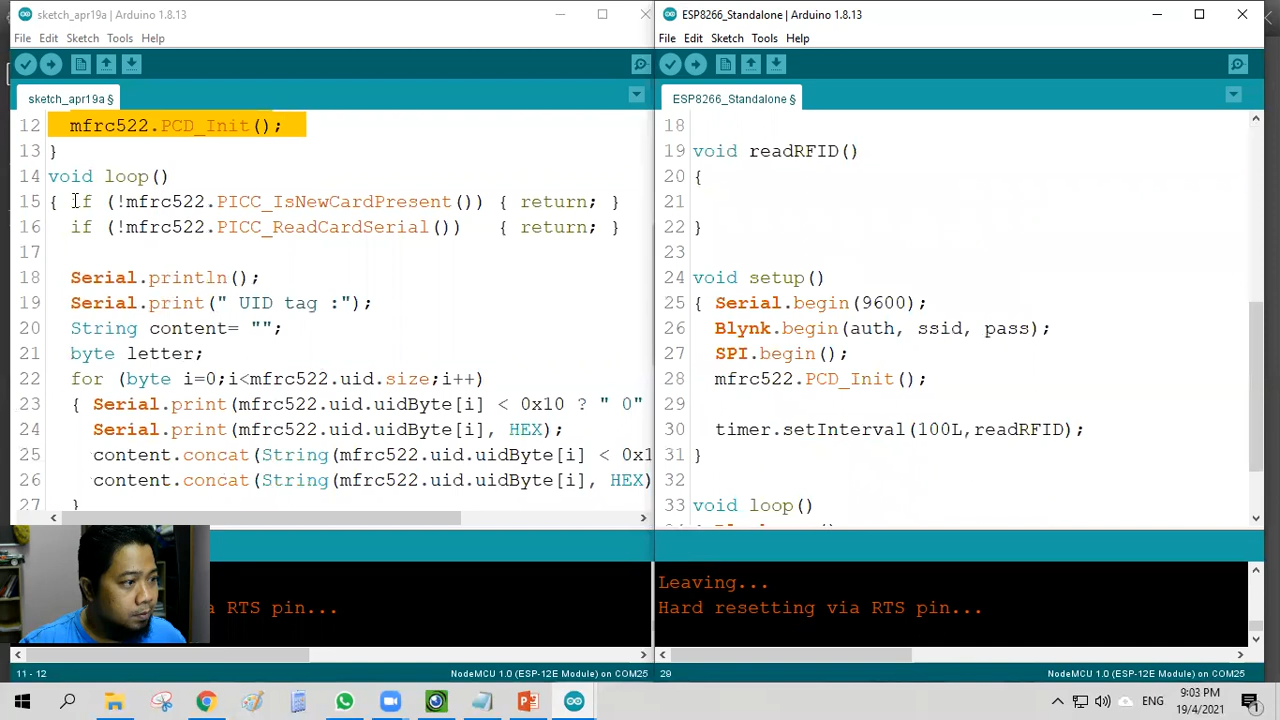 sketch_apr19a | Arduino 1.8.13
File Edit Sketch Tools Help
sketch_apr19a §
12 mfrc522.PCD_Init();
13 }
14 void loop()
15 { if (!mfrc522.PICC_IsNewCardPresent()) { return; }
16 if (!mfrc522.PICC_ReadCardSerial()) { return; }
17
18 Serial.println();
19 Serial.print(" UID tag :");
20 String content= "";
21 byte letter;
22 for (byte i=0;i<mfrc522.uid.size;i++)
23 { Serial.print(mfrc522.uid.uidByte[i] < 0x10 ? " 0"
24 Serial.print(mfrc522.uid.uidByte[i], HEX);
25 content.concat(String(mfrc522.uid.uidByte[i] < 0x1
26 content.concat(String(mfrc522.uid.uidByte[i], HEX)
27 }
a RTS pin...
11 - 12
NodeMCU 1.0 (ESP-12E Module) on COM25
ESP8266_Standalone | Arduino 1.8.13
File Edit Sketch Tools Help
ESP8266_Standalone §
18
19 void readRFID()
20 {
21
22 }
23
24 void setup()
25 { Serial.begin(9600);
26 Blynk.begin(auth, ssid, pass);
27 SPI.begin();
28 mfrc522.PCD_Init();
29
30 timer.setInterval(100L,readRFID);
31 }
32
33 void loop()
Leaving...
Hard resetting via RTS pin...
29
NodeMCU 1.0 (ESP-12E Module) on COM25
ENG
9:03 PM
19/4/2021